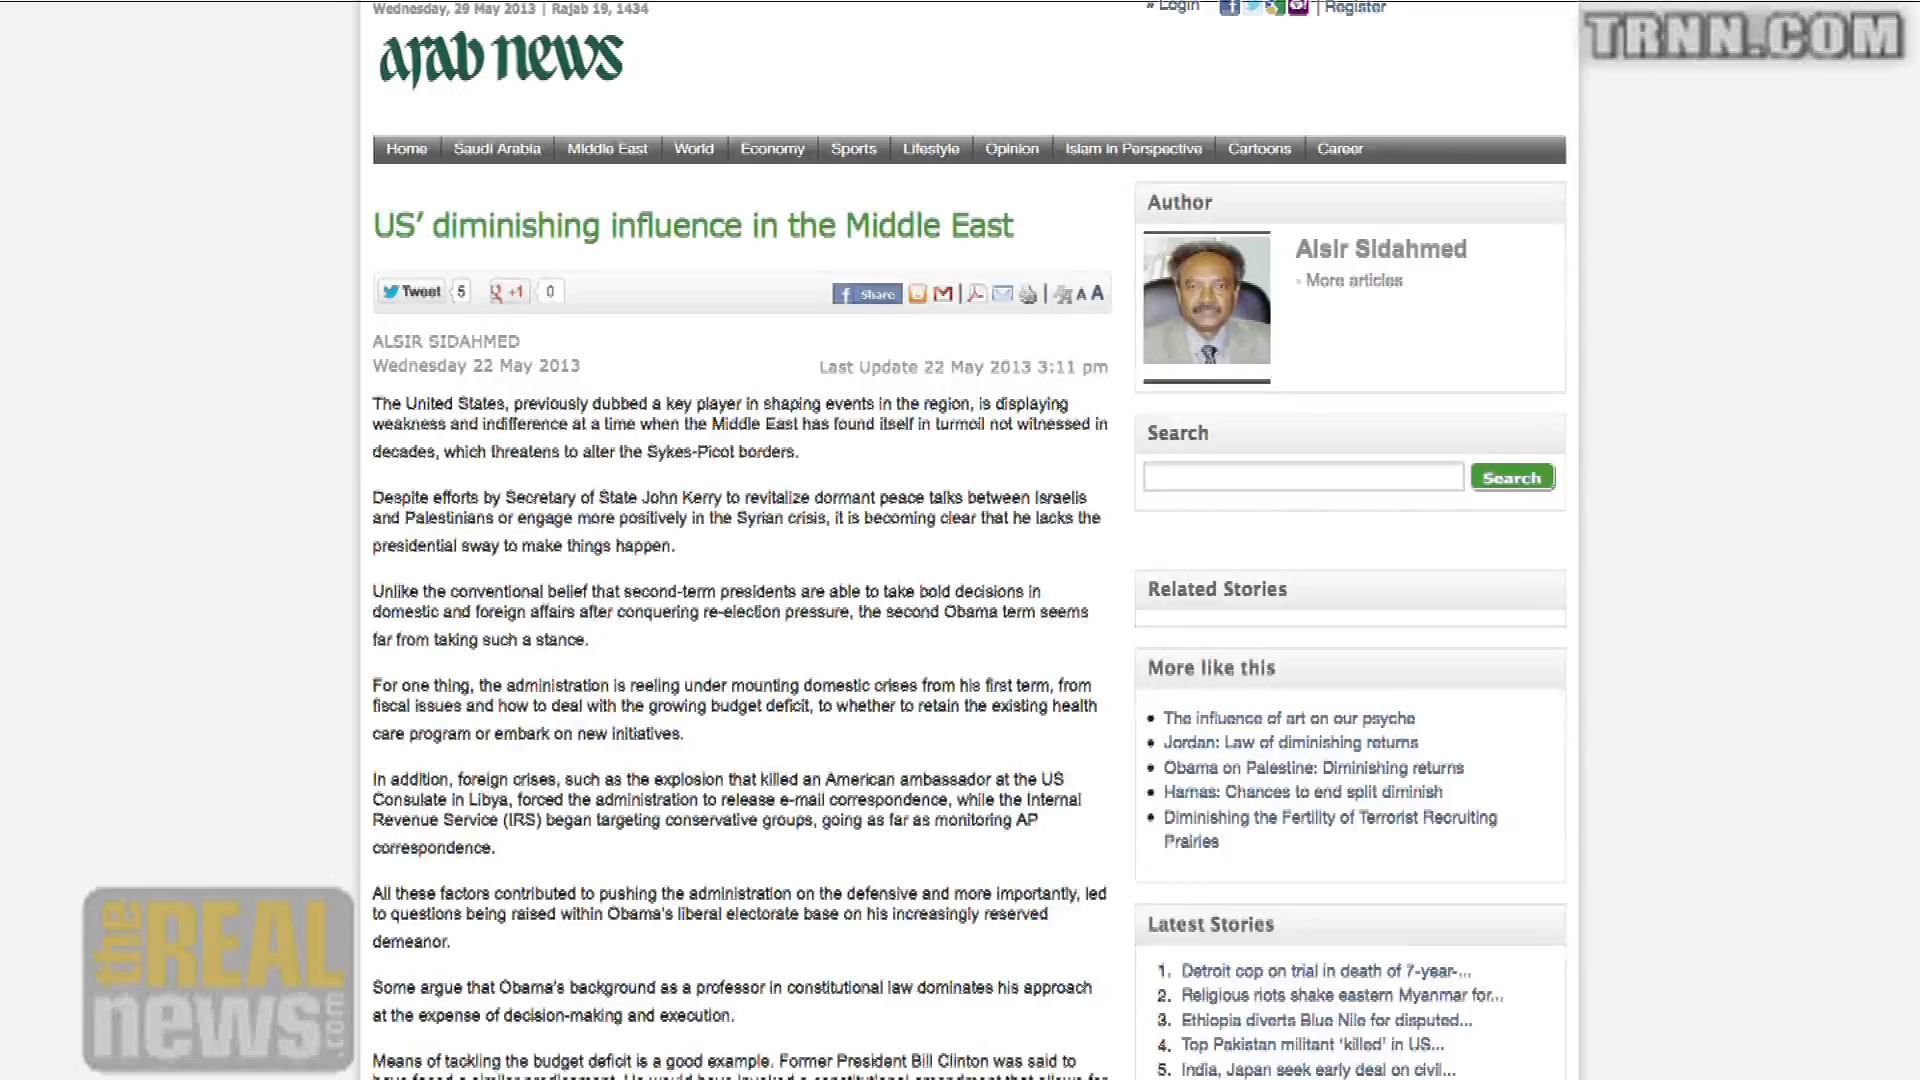 Wednesday, 29 May 2013 | Rajab 19, 1434
» Login
| Register
TRNN.COM
arab news
Home
Saudi Arabia
Middle East
World
Economy
Sports
Lifestyle
Opinion
Islam in Perspective
Cartoons
Career
US’ diminishing influence in the Middle East
Tweet 5 +1 0
Share
A A
ALSIR SIDAHMED
Wednesday 22 May 2013
Last Update 22 May 2013 3:11 pm
The United States, previously dubbed a key player in shaping events in the region, is displaying
weakness and indifference at a time when the Middle East has found itself in turmoil not witnessed in
decades, which threatens to alter the Sykes-Picot borders.
Despite efforts by Secretary of State John Kerry to revitalize dormant peace talks between Israelis
and Palestinians or engage more positively in the Syrian crisis, it is becoming clear that he lacks the
presidential sway to make things happen.
Unlike the conventional belief that second-term presidents are able to take bold decisions in
domestic and foreign affairs after conquering re-election pressure, the second Obama term seems
far from taking such a stance.
For one thing, the administration is reeling under mounting domestic crises from his first term, from
fiscal issues and how to deal with the growing budget deficit, to whether to retain the existing health
care program or embark on new initiatives.
In addition, foreign crises, such as the explosion that killed an American ambassador at the US
Consulate in Libya, forced the administration to release e-mail correspondence, while the Internal
Revenue Service (IRS) began targeting conservative groups, going as far as monitoring AP
correspondence.
All these factors contributed to pushing the administration on the defensive and more importantly, led
to questions being raised within Obama’s liberal electorate base on his increasingly reserved
demeanor.
Some argue that Obama’s background as a professor in constitutional law dominates his approach
at the expense of decision-making and execution.
Means of tackling the budget deficit is a good example. Former President Bill Clinton was said to
Author
Alsir Sidahmed
More articles
Search
Search
Related Stories
More like this
• The influence of art on our psyche
• Jordan: Law of diminishing returns
• Obama on Palestine: Diminishing returns
• Hamas: Chances to end split diminish
• Diminishing the Fertility of Terrorist Recruiting
Prairies
Latest Stories
1. Detroit cop on trial in death of 7-year-...
2. Religious riots shake eastern Myanmar for...
3. Ethiopia diverts Blue Nile for disputed...
4. Top Pakistan militant ‘killed’ in US...
5. India, Japan seek early deal on civil...
the REAL
news.com